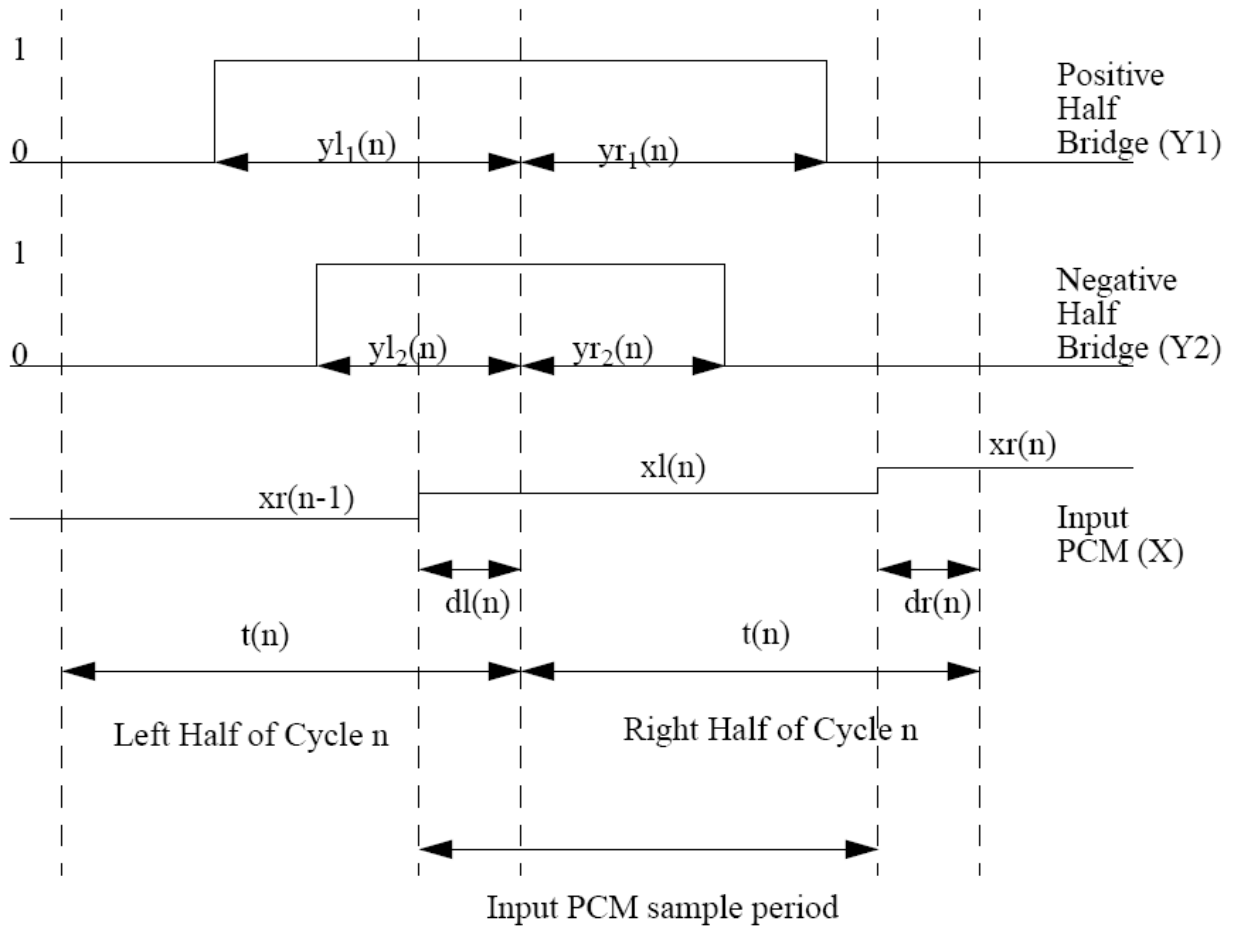 1
0
yl₁(n)
yr₁(n)
Positive
Half
Bridge (Y1)
1
0
yl₂(n)
yr₂(n)
Negative
Half
Bridge (Y2)
xr(n-1)
xl(n)
xr(n)
Input
PCM (X)
dl(n)
dr(n)
t(n)
t(n)
Left Half of Cycle n
Right Half of Cycle n
Input PCM sample period